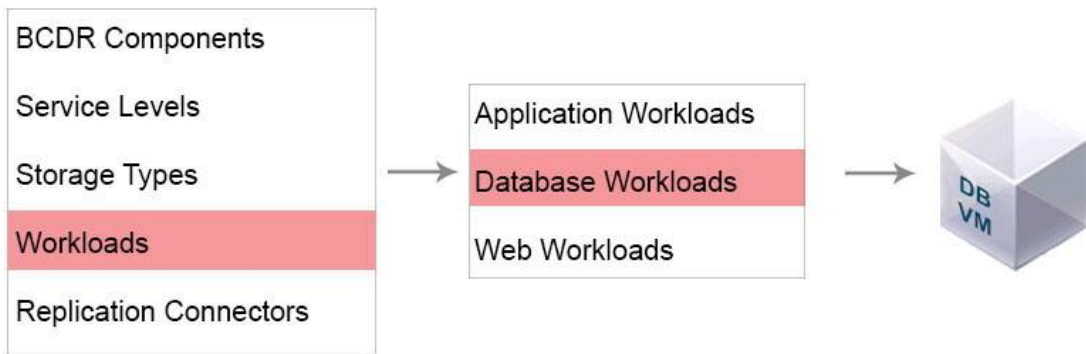 BCDR Components
Service Levels
Storage Types
Workloads
Replication Connectors
Application Workloads
Database Workloads
Web Workloads
DB
VM